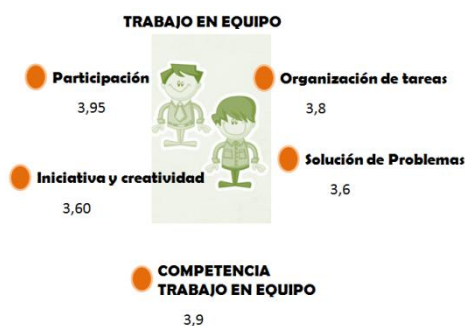 TRABAJO EN EQUIPO
Participación
3,95
Organización de tareas
3,8
Iniciativa y creatividad
3,60
Solución de Problemas
3,6
COMPETENCIA
TRABAJO EN EQUIPO
3,9